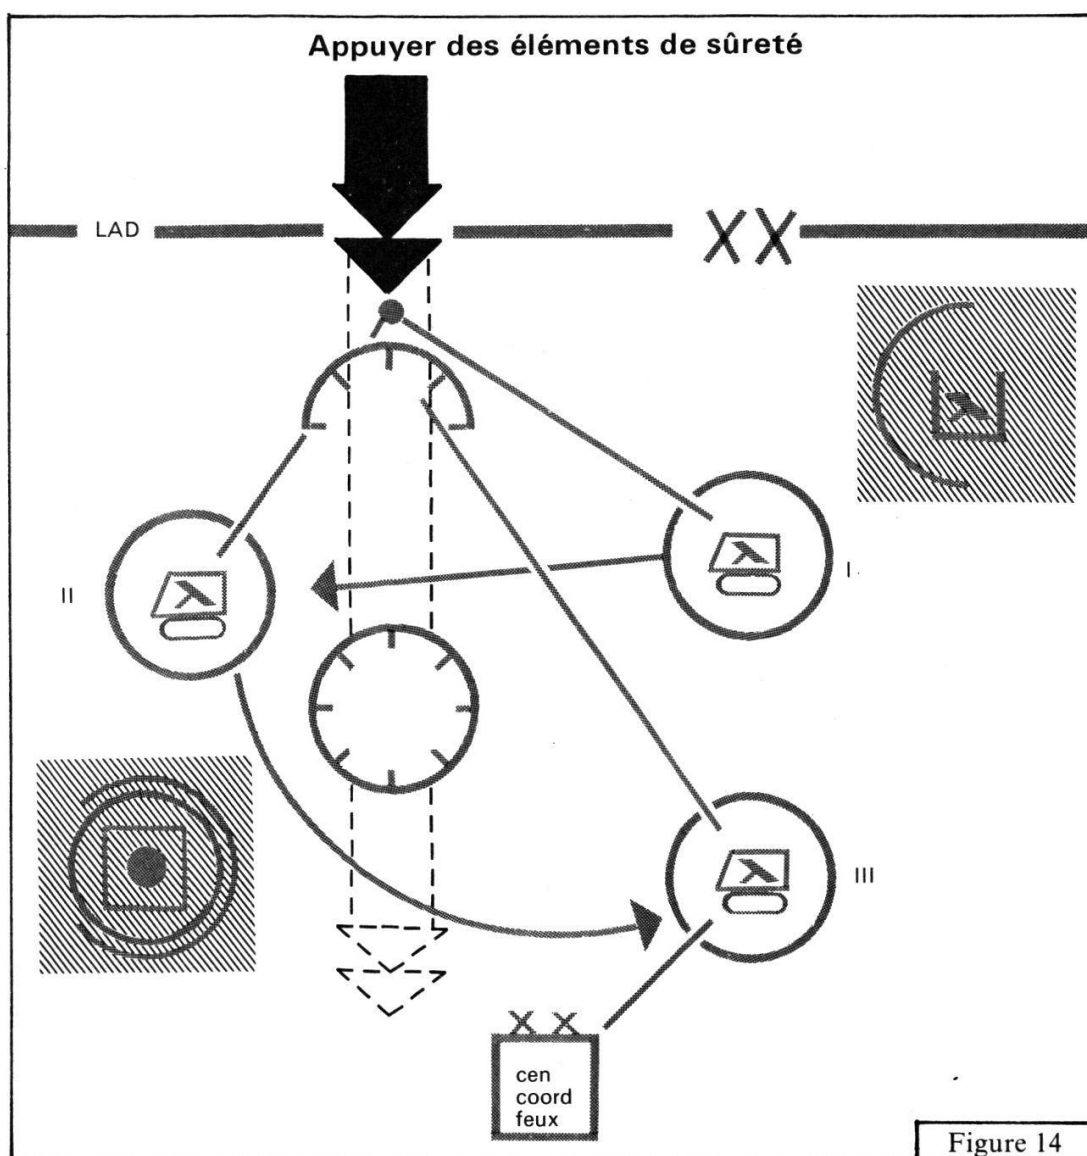 Appuyer des éléments de sûreté
LAD
XX
I
II
III
XX
cen
coord
feux
Figure 14